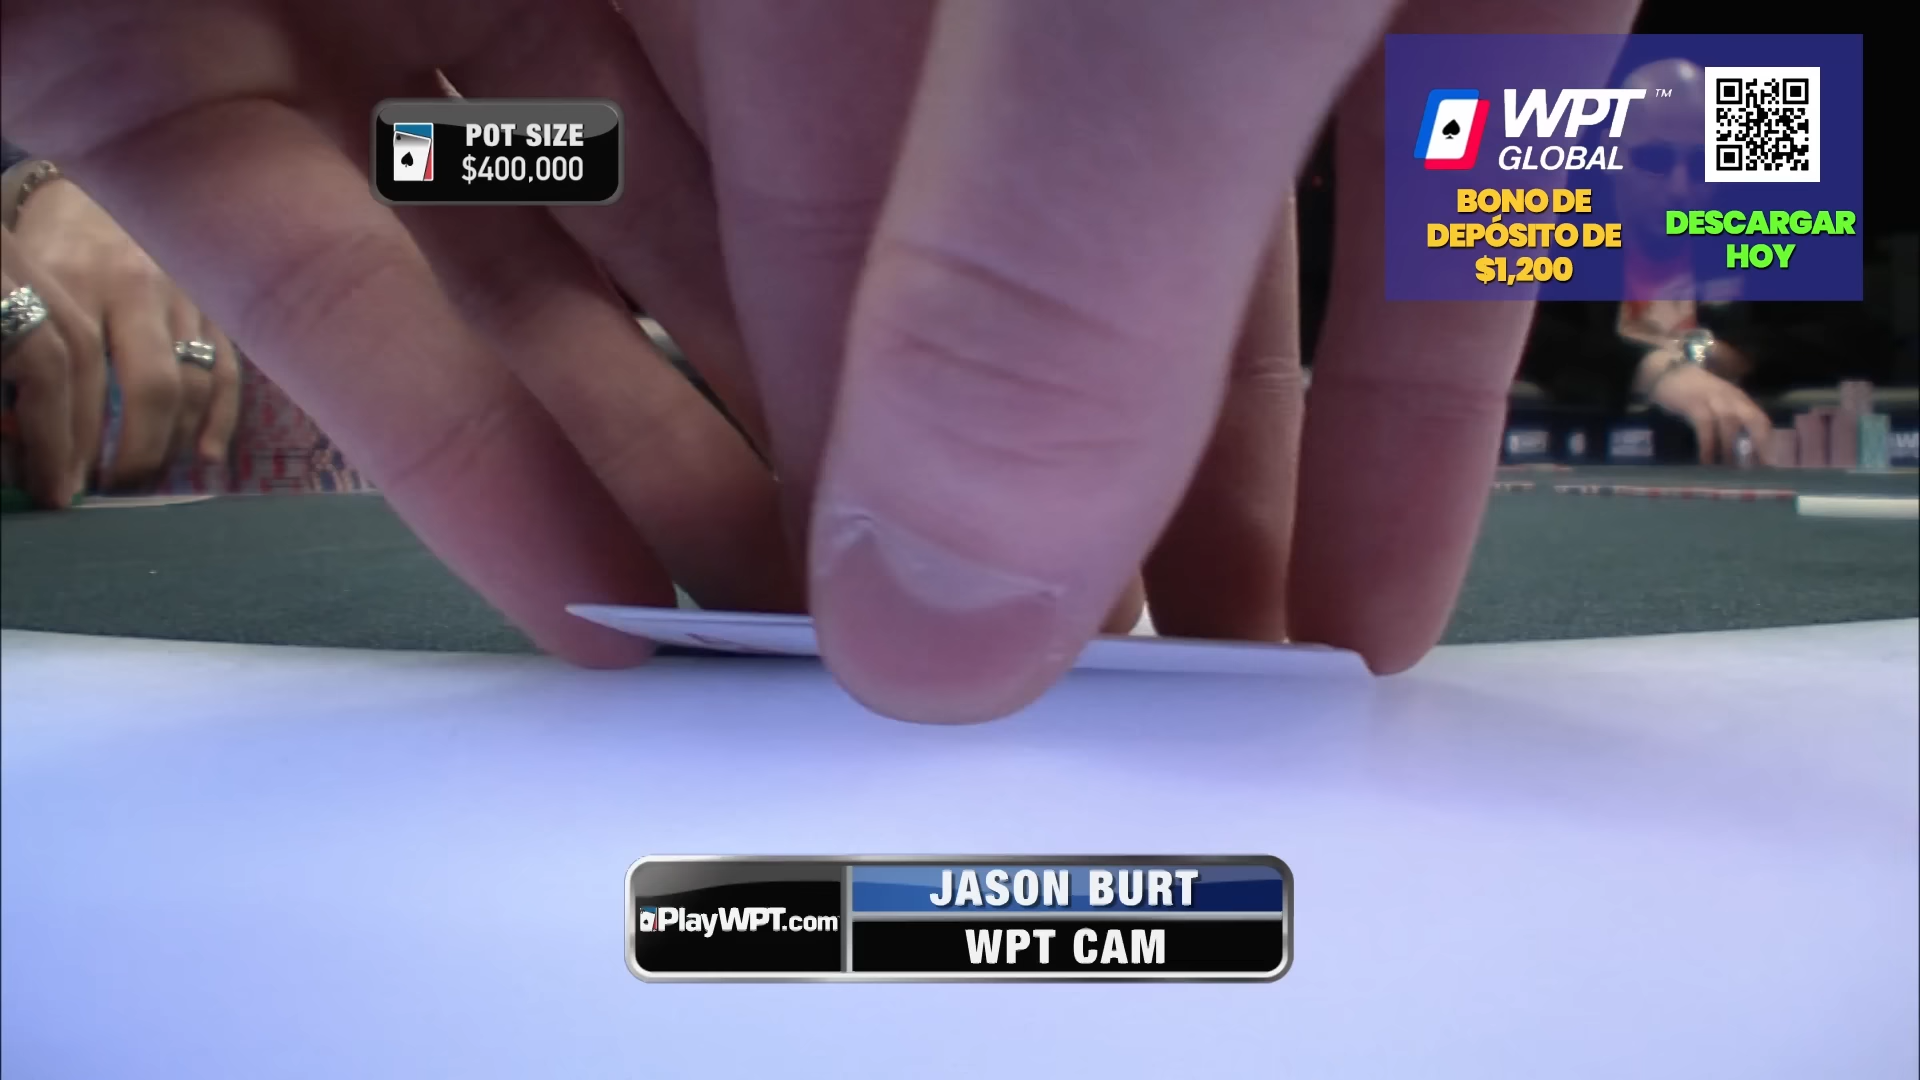 POT SIZE
$400,000
WPT™
GLOBAL
BONO DE
DEPÓSITO DE
$1,200
DESCARGAR
HOY
PlayWPT.com
JASON BURT
WPT CAM